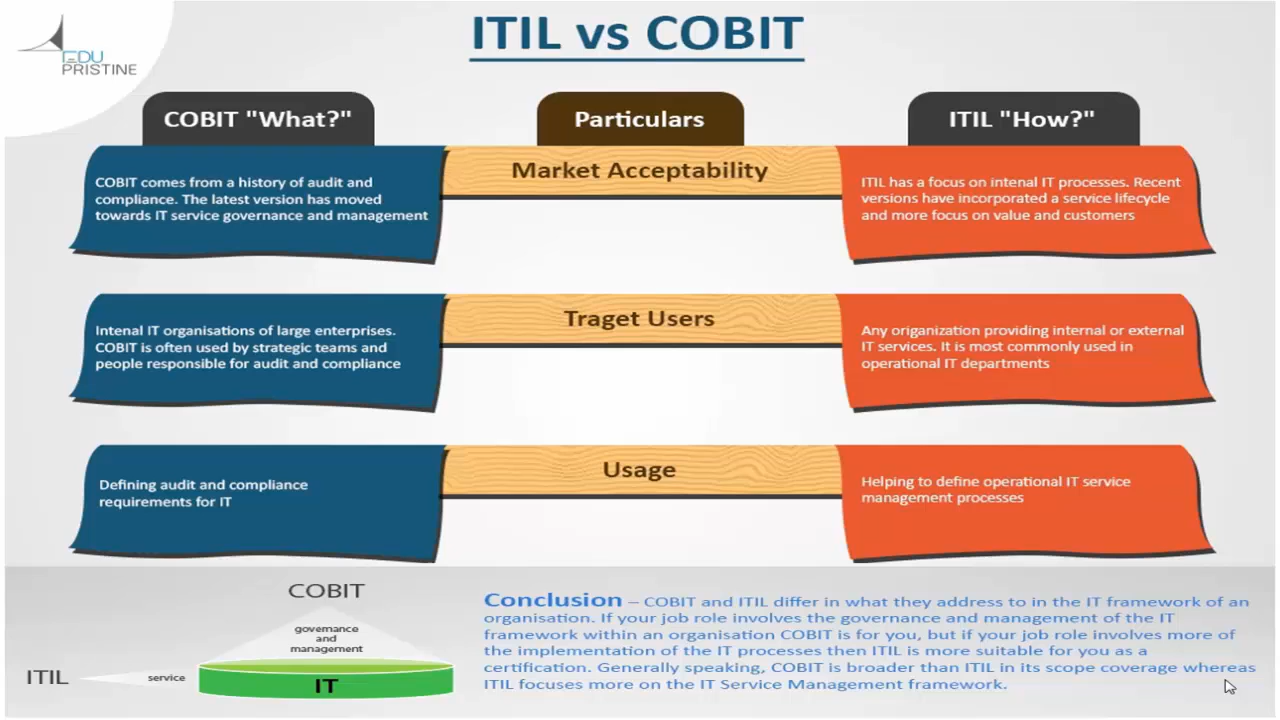 ITIL vs COBIT
EDU
PRISTINE
COBIT "What?"
Particulars
ITIL "How?"
Market Acceptability
COBIT comes from a history of audit and
compliance. The latest version has moved
towards IT service governance and management
ITIL has a focus on intenal IT processes. Recent
versions have incorporated a service lifecycle
and more focus on value and customers
Traget Users
Intenal IT organisations of large enterprises.
COBIT is often used by strategic teams and
people responsible for audit and compliance
Any origanization providing internal or external
IT services. It is most commonly used in
operational IT departments
Usage
Defining audit and compliance
requirements for IT
Helping to define operational IT service
management processes
COBIT
governance
and
management
ITIL
service
IT
Conclusion – COBIT and ITIL differ in what they address to in the IT framework of an
organisation. If your job role involves the governance and management of the IT
framework within an organisation COBIT is for you, but if your job role involves more of
the implementation of the IT processes then ITIL is more suitable for you as a
certification. Generally speaking, COBIT is broader than ITIL in its scope coverage whereas
ITIL focuses more on the IT Service Management framework.